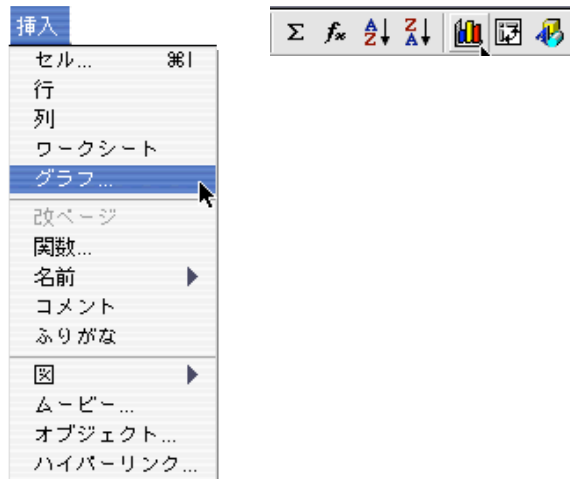 挿入
セル... ⌘I
行
列
ワークシート
グラフ...
改ページ
関数...
名前
コメント
ふりがな
図
ムービー...
オブジェクト...
ハイパーリンク...
Σ fx A Z Z A